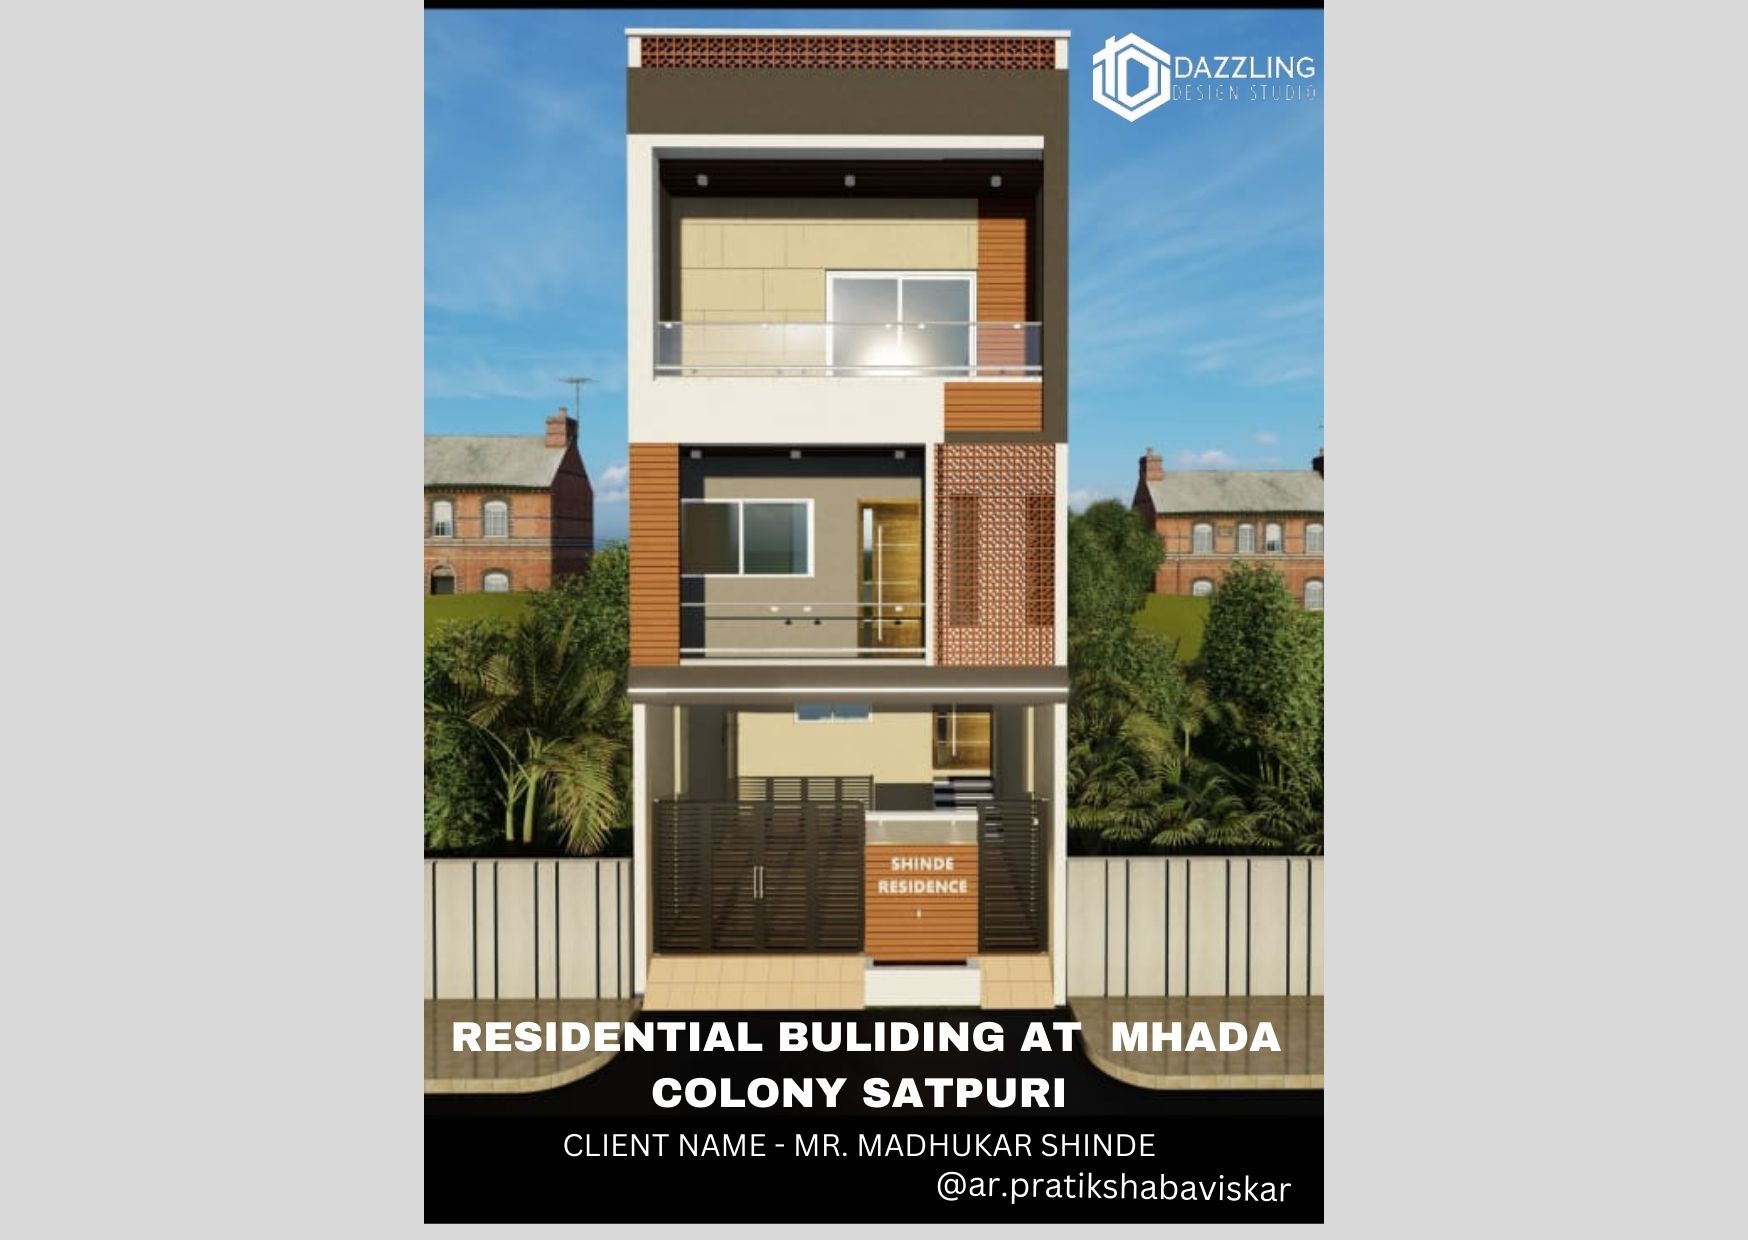 DAZZLING
DESIGN STUDIO
SHINDE
RESIDENCE
RESIDENTIAL BULIDING AT MHADA
COLONY SATPURI
CLIENT NAME - MR. MADHUKAR SHINDE
@ar.pratikshabaviskar